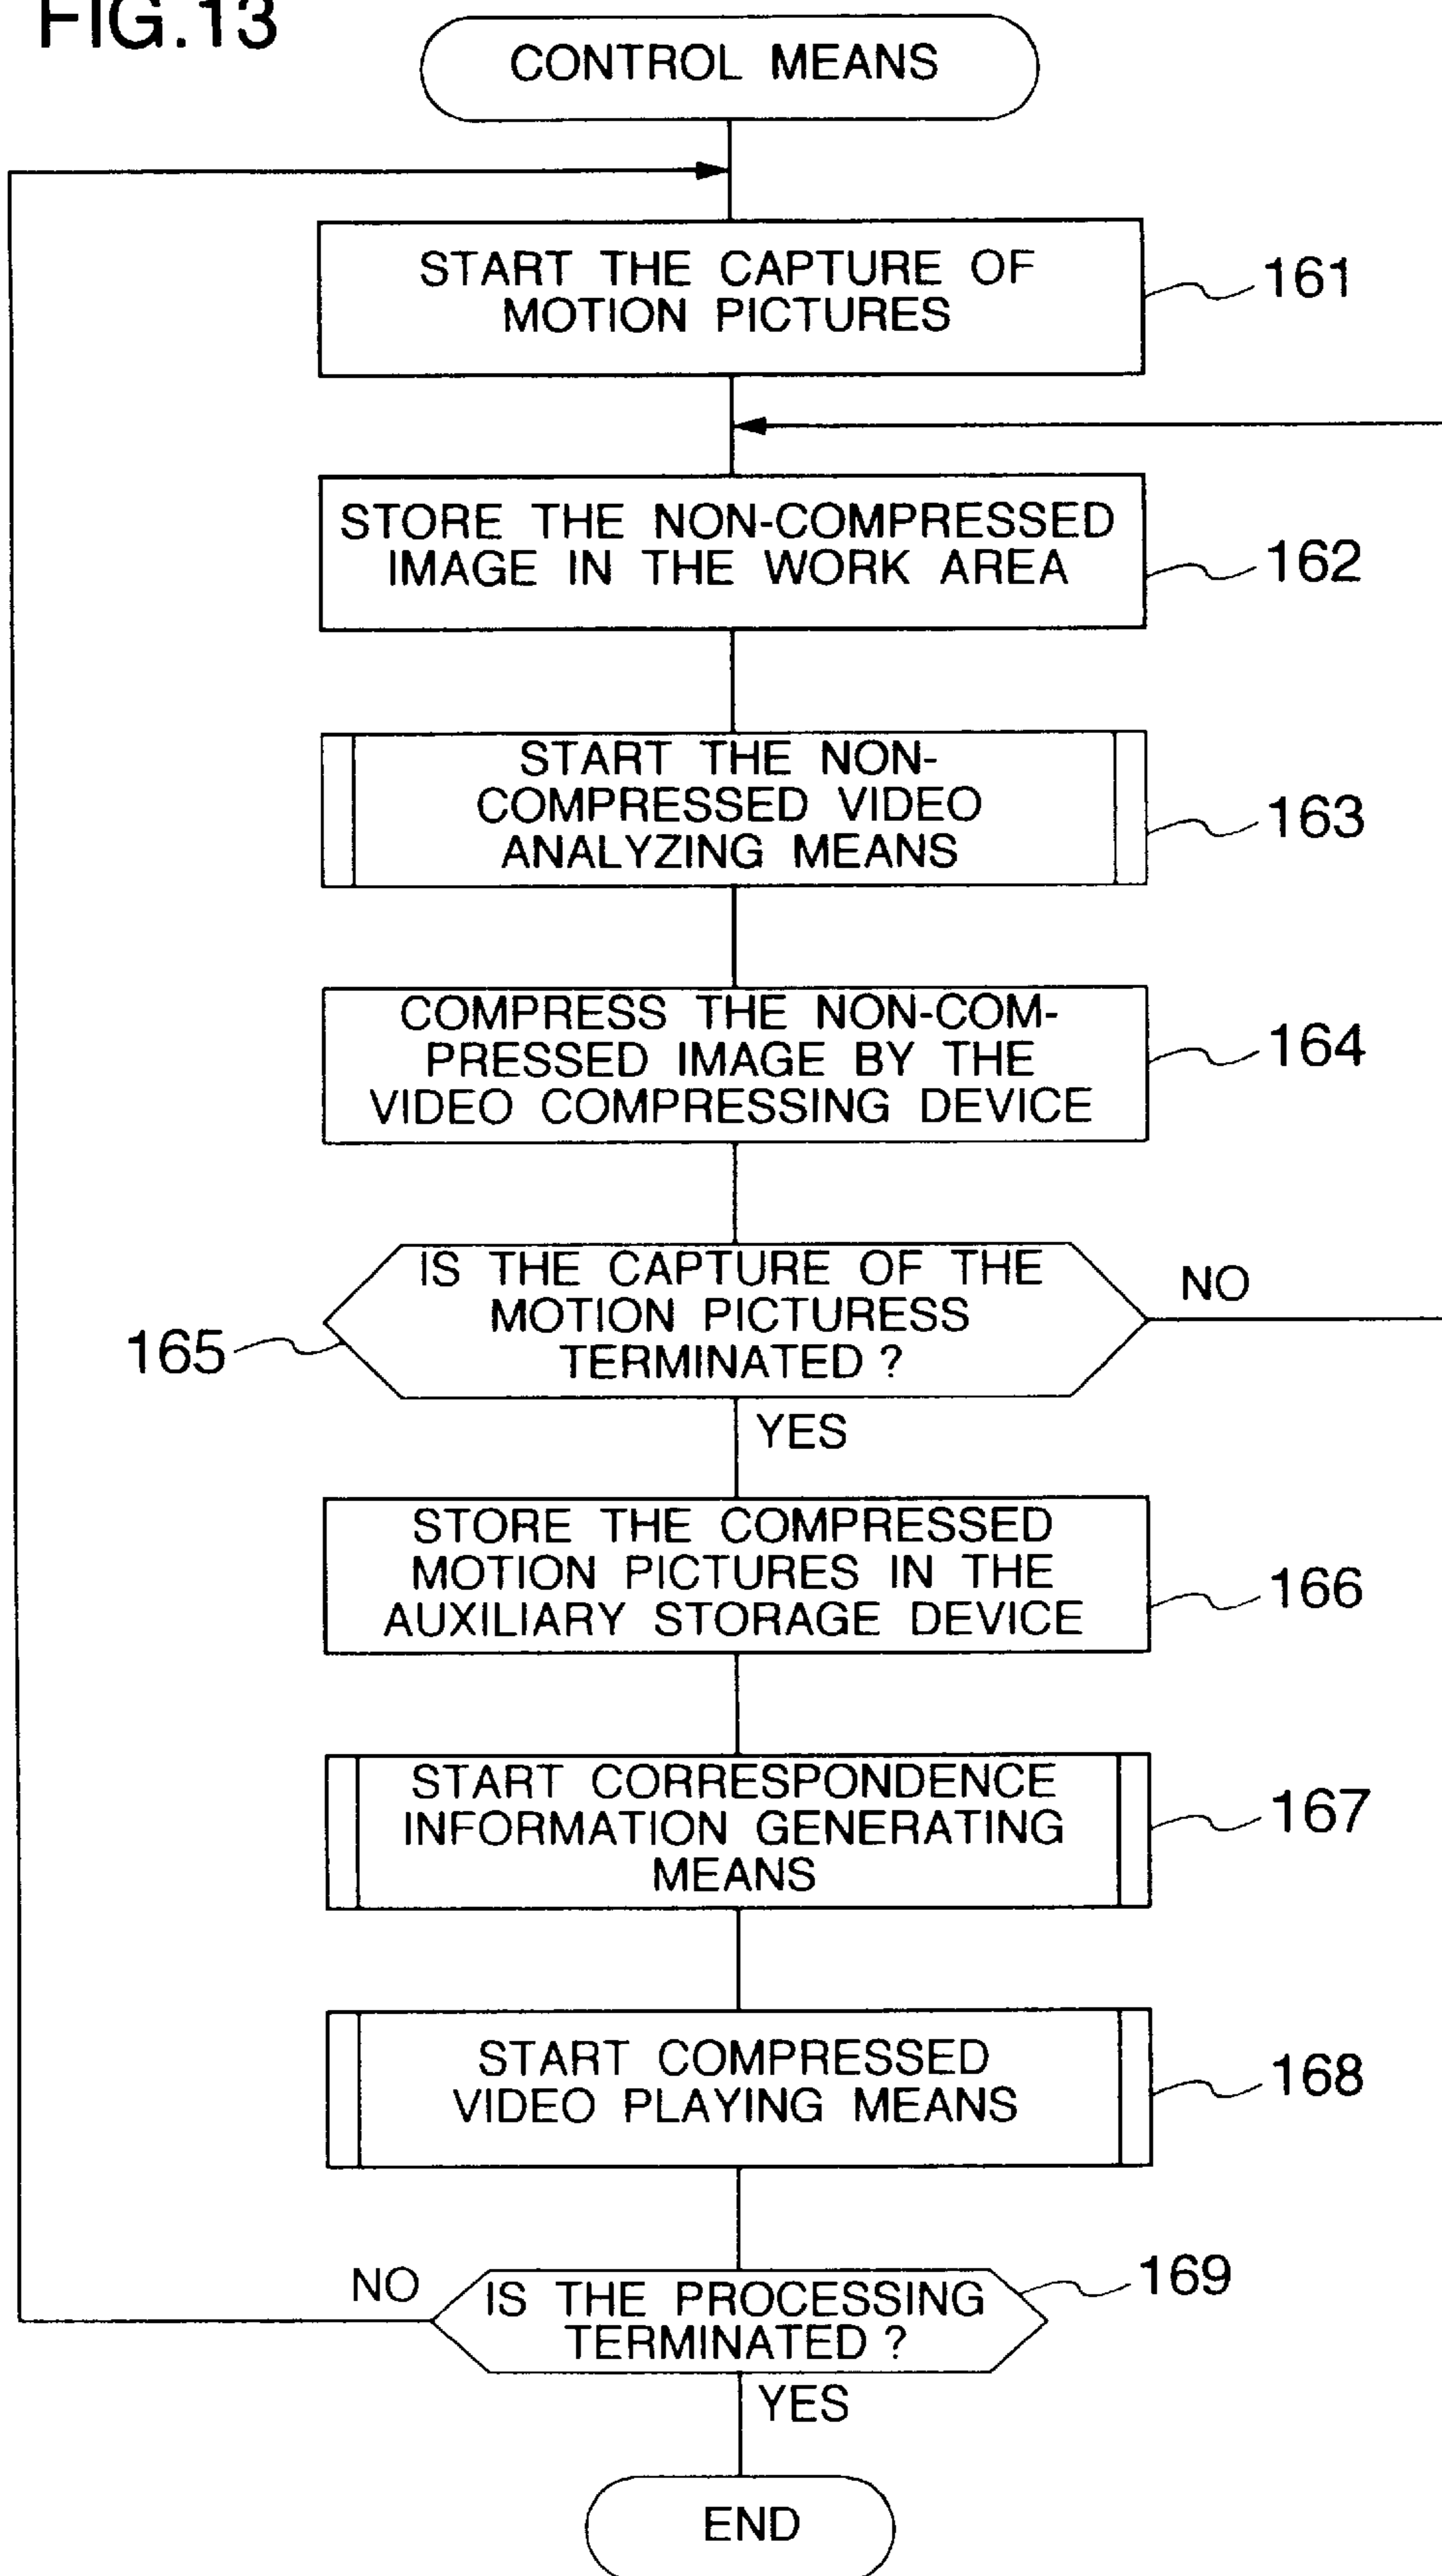 FIG.13
CONTROL MEANS
START THE CAPTURE OF
MOTION PICTURES
161
STORE THE NON-COMPRESSED
IMAGE IN THE WORK AREA
162
START THE NON-
COMPRESSED VIDEO
ANALYZING MEANS
163
COMPRESS THE NON-COM-
PRESSED IMAGE BY THE
VIDEO COMPRESSING DEVICE
164
IS THE CAPTURE OF THE
MOTION PICTURESS
TERMINATED ?
NO
165
YES
STORE THE COMPRESSED
MOTION PICTURES IN THE
AUXILIARY STORAGE DEVICE
166
START CORRESPONDENCE
INFORMATION GENERATING
MEANS
167
START COMPRESSED
VIDEO PLAYING MEANS
168
NO
IS THE PROCESSING
TERMINATED ?
169
YES
END